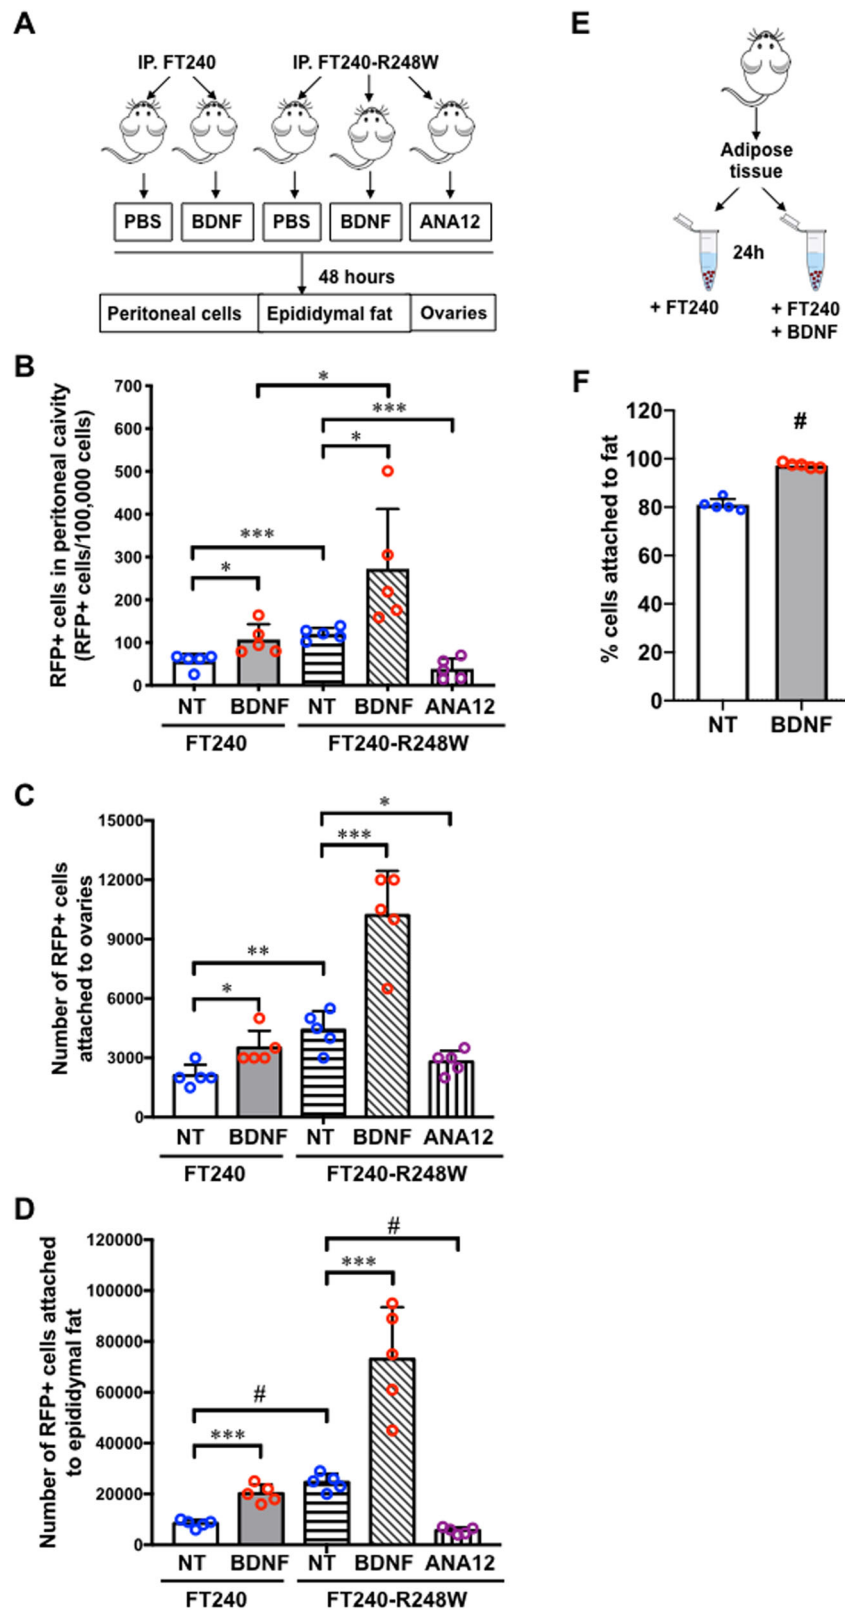 A
IP. FT240 IP. FT240-R248W
PBS BDNF PBS BDNF ANA12
48 hours
Peritoneal cells Epididymal fat Ovaries
B
RFP+ cells in peritoneal caivity
(RFP+ cells/100,000 cells)
700
600
500
400
300
200
100
0
*
***
*
***
*
NT BDNF NT BDNF ANA12
FT240 FT240-R248W
C
Number of RFP+ cells
attached to ovaries
15000
12000
9000
6000
3000
0
*
***
**
*
NT BDNF NT BDNF ANA12
FT240 FT240-R248W
D
Number of RFP+ cells attached
to epididymal fat
120000
100000
80000
60000
40000
20000
0
#
***
#
***
NT BDNF NT BDNF ANA12
FT240 FT240-R248W
E
Adipose
tissue
24h
+ FT240 + FT240
+ BDNF
F
% cells attached to fat
120
100
80
60
40
20
0
#
NT BDNF